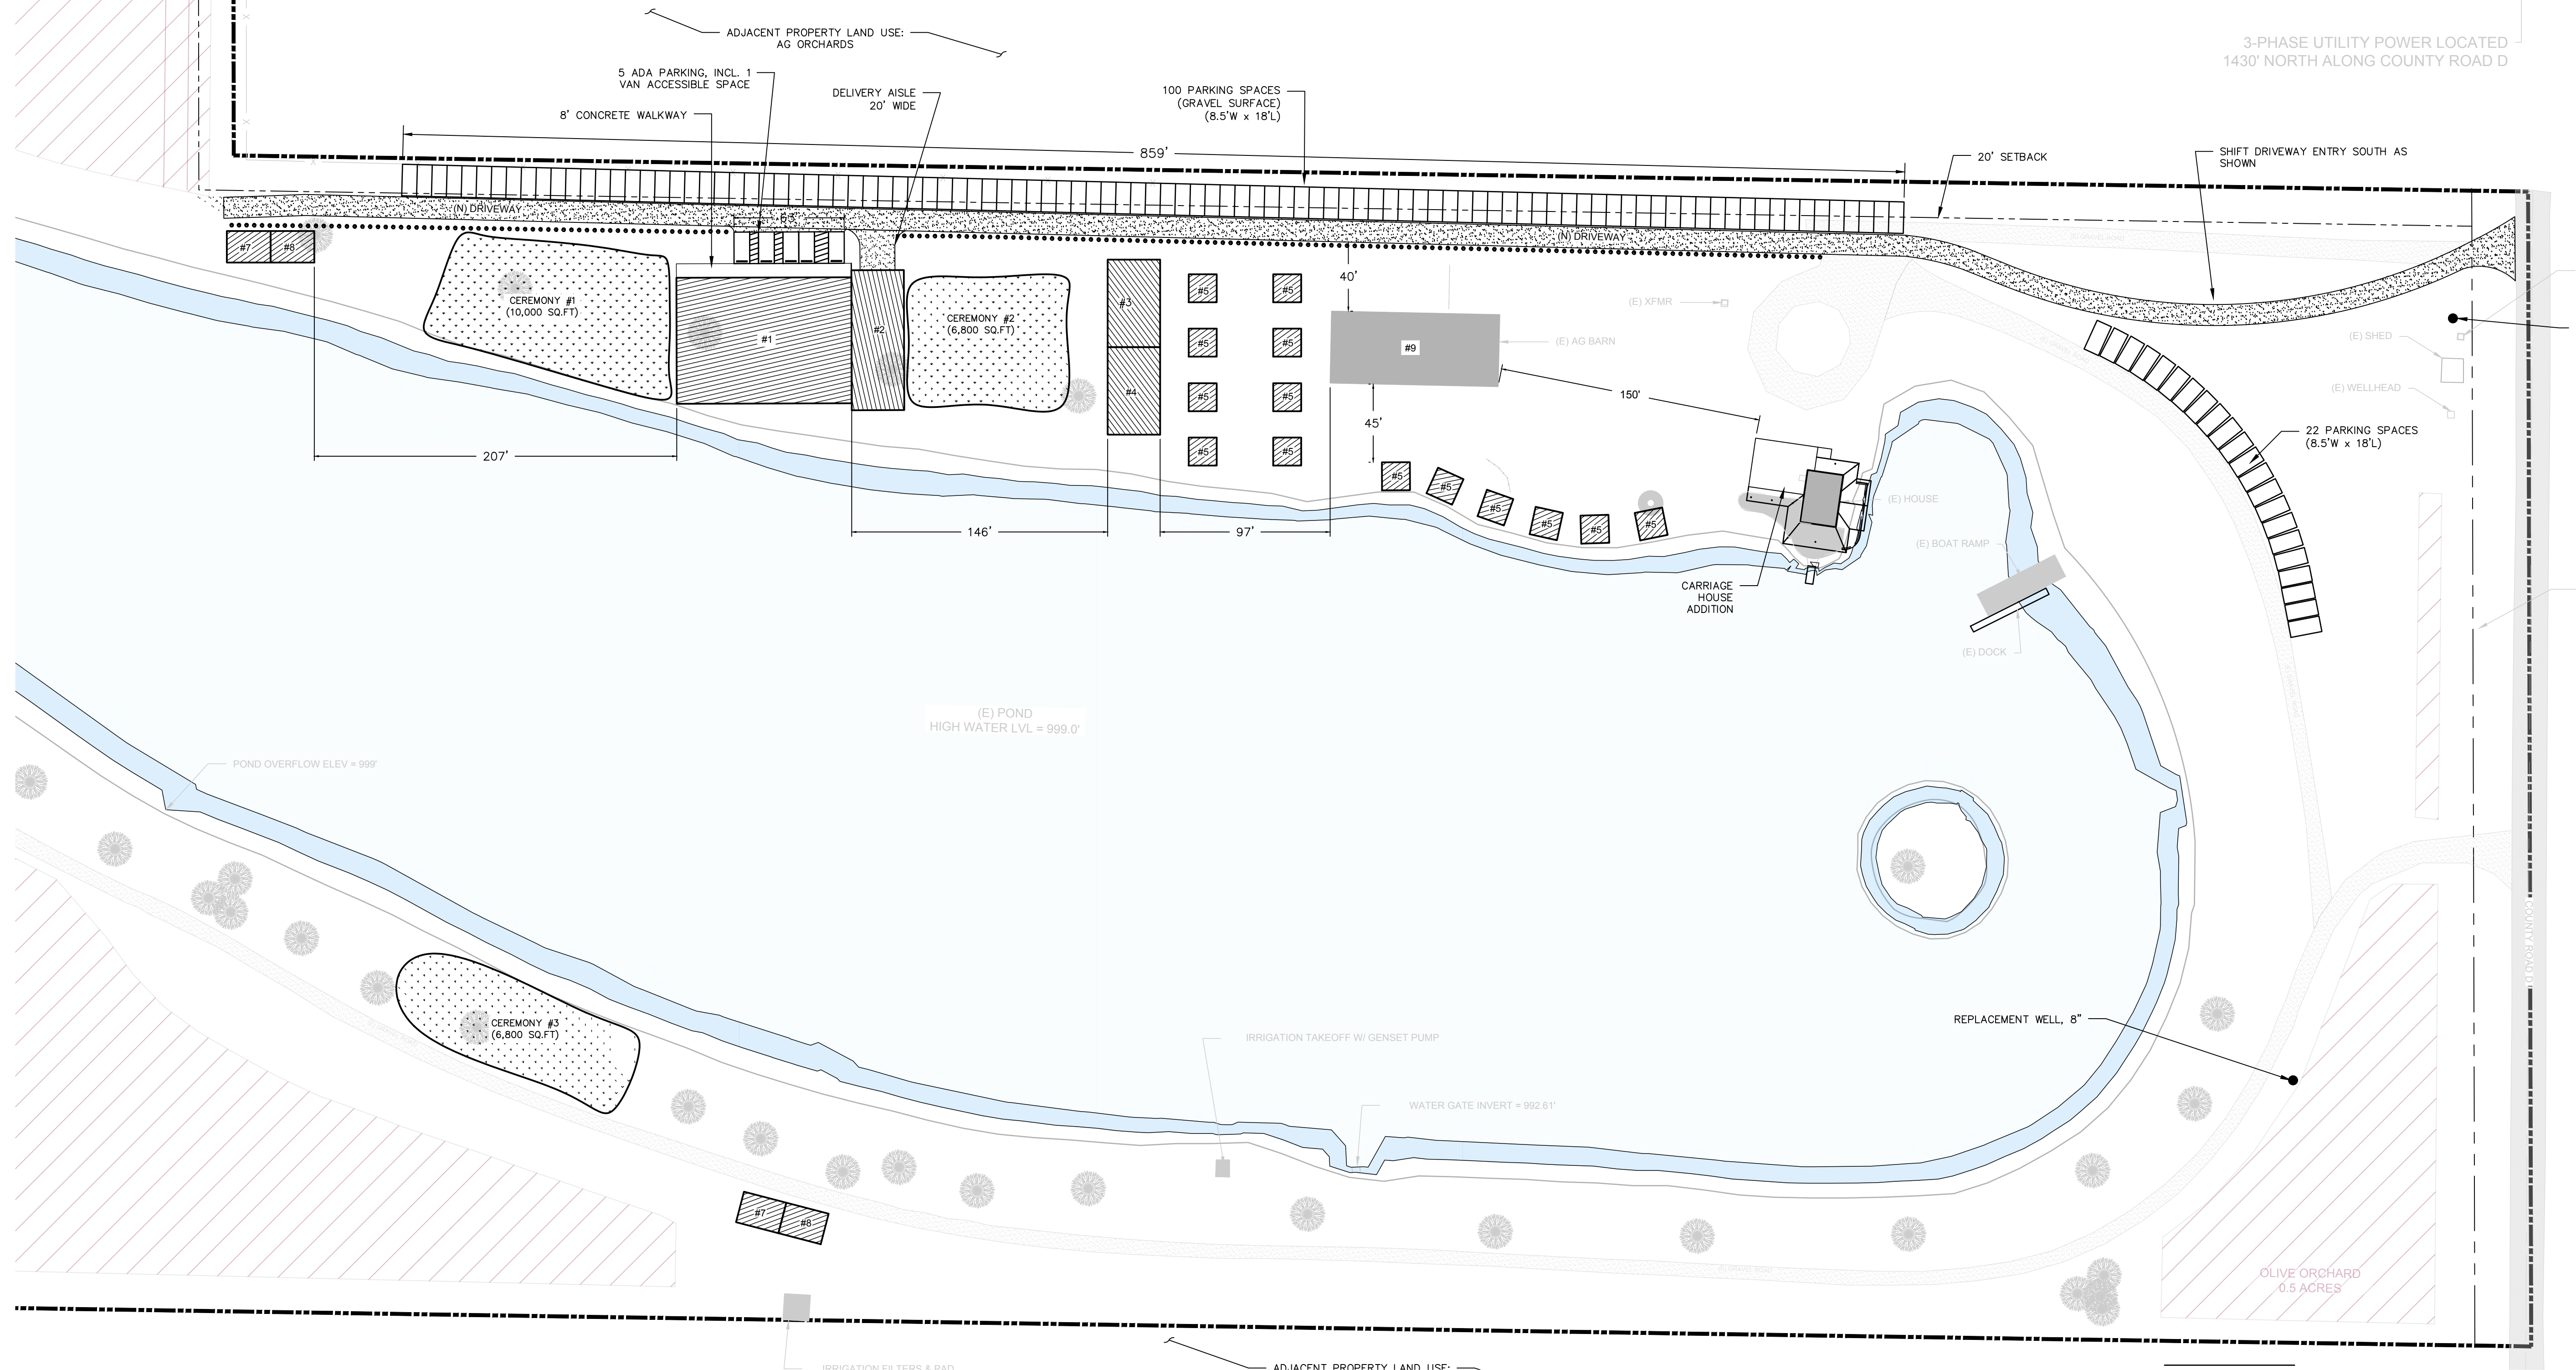 ADJACENT PROPERTY LAND USE:
AG ORCHARDS
3-PHASE UTILITY POWER LOCATED
1430' NORTH ALONG COUNTY ROAD D
5 ADA PARKING, INCL. 1
VAN ACCESSIBLE SPACE
DELIVERY AISLE
20' WIDE
8' CONCRETE WALKWAY
100 PARKING SPACES
(GRAVEL SURFACE)
(8.5'W x 18'L)
859'
20' SETBACK
SHIFT DRIVEWAY ENTRY SOUTH AS
SHOWN
(N) DRIVEWAY
63'
(N) DRIVEWAY
#7
#8
CEREMONY #1
(10,000 SQ.FT)
#1
#2
CEREMONY #2
(6,800 SQ.FT)
#3
#4
#5
#5
#5
#5
#5
#5
#5
#5
40'
(E) XFMR
#9
(E) AG BARN
(E) SHED
(E) WELLHEAD
150'
45'
22 PARKING SPACES
(8.5'W x 18'L)
207'
146'
97'
#5
#5
#5
#5
#5
#5
(E) HOUSE
(E) BOAT RAMP
CARRIAGE
HOUSE
ADDITION
(E) DOCK
(E) POND
HIGH WATER LVL = 999.0'
POND OVERFLOW ELEV = 999'
COUNTY ROAD D
CEREMONY #3
(6,800 SQ.FT)
IRRIGATION TAKEOFF W/ GENSET PUMP
REPLACEMENT WELL, 8"
WATER GATE INVERT = 992.61'
#7
#8
OLIVE ORCHARD
0.5 ACRES
IRRIGATION FILTERS & PAD
ADJACENT PROPERTY LAND USE: